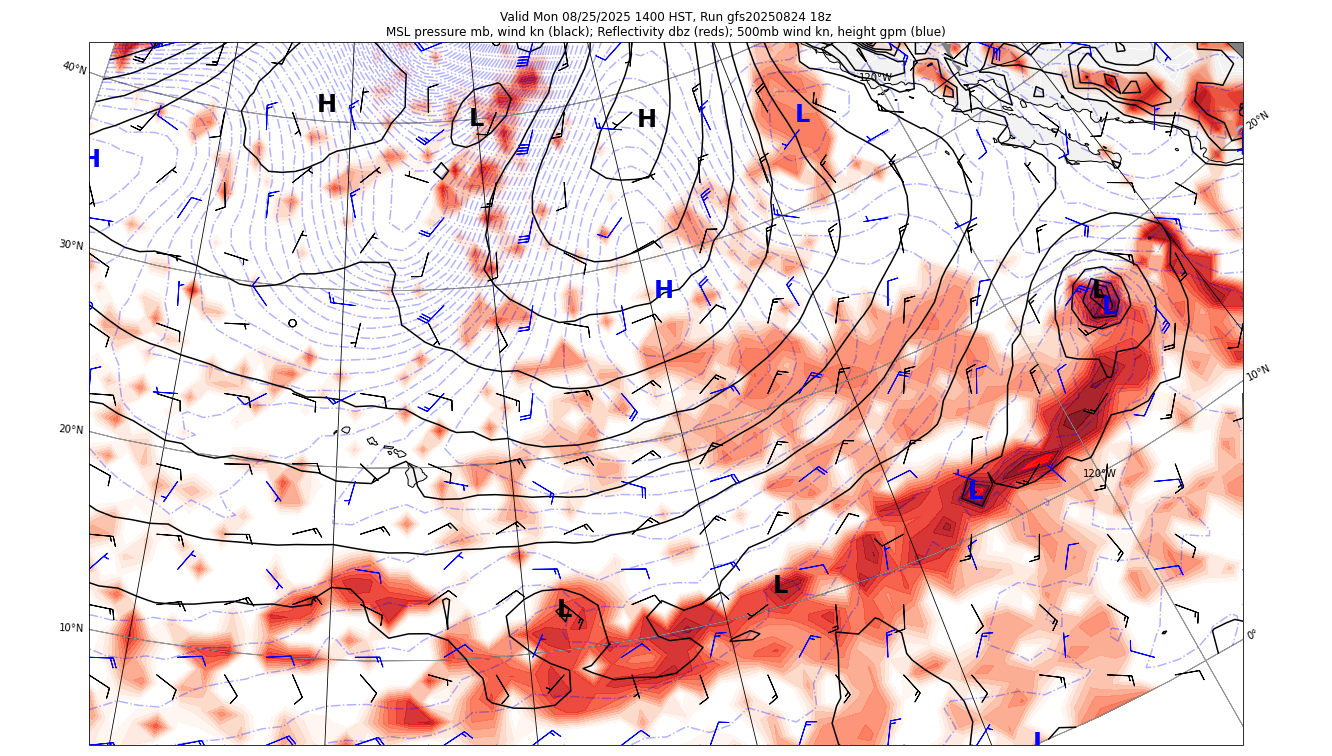 Valid Mon 08/25/2025 1400 HST, Run gfs20250824 18z
MSL pressure mb, wind kn (black); Reflectivity dbz (reds); 500mb wind kn, height gpm (blue)
40°N
120°W
20°N
H
L
H
L
H
30°N
H
L
L
10°N
20°N
120°W
L
L
L
10°N
0°
L